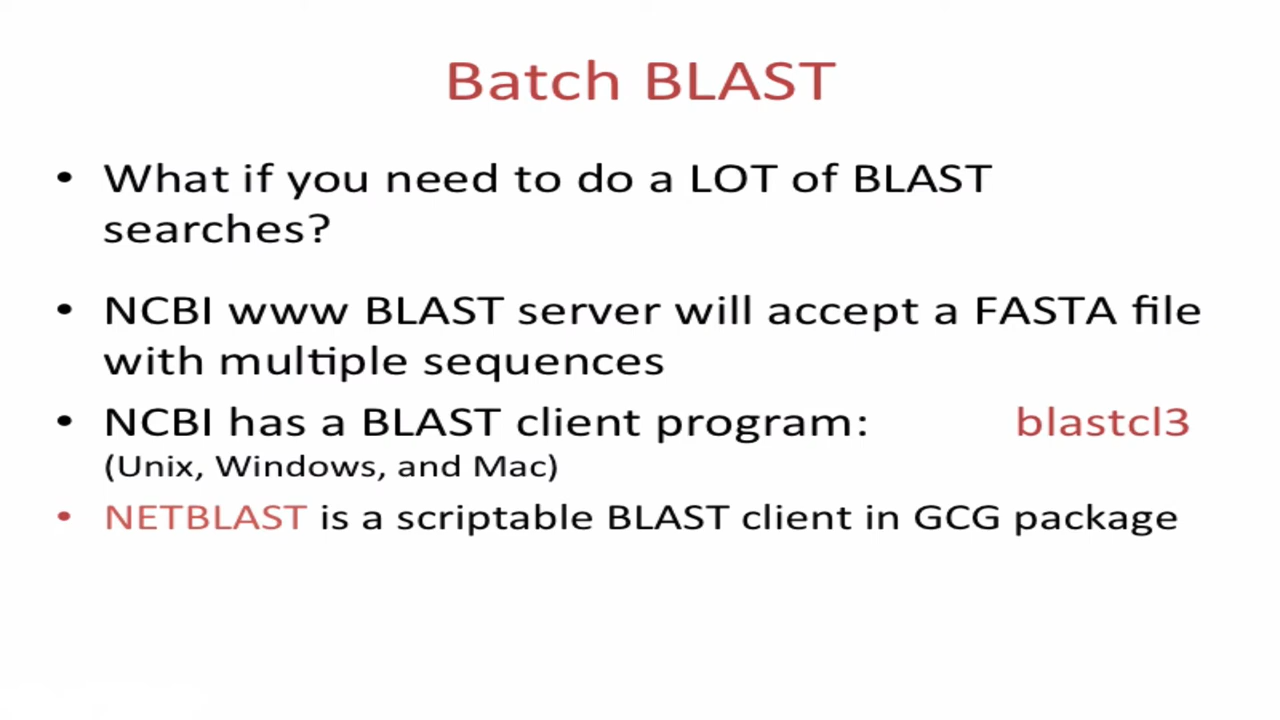 Batch BLAST
• What if you need to do a LOT of BLAST
searches?
• NCBI www BLAST server will accept a FASTA file
with multiple sequences
• NCBI has a BLAST client program: blastcl3
(Unix, Windows, and Mac)
• NETBLAST is a scriptable BLAST client in GCG package